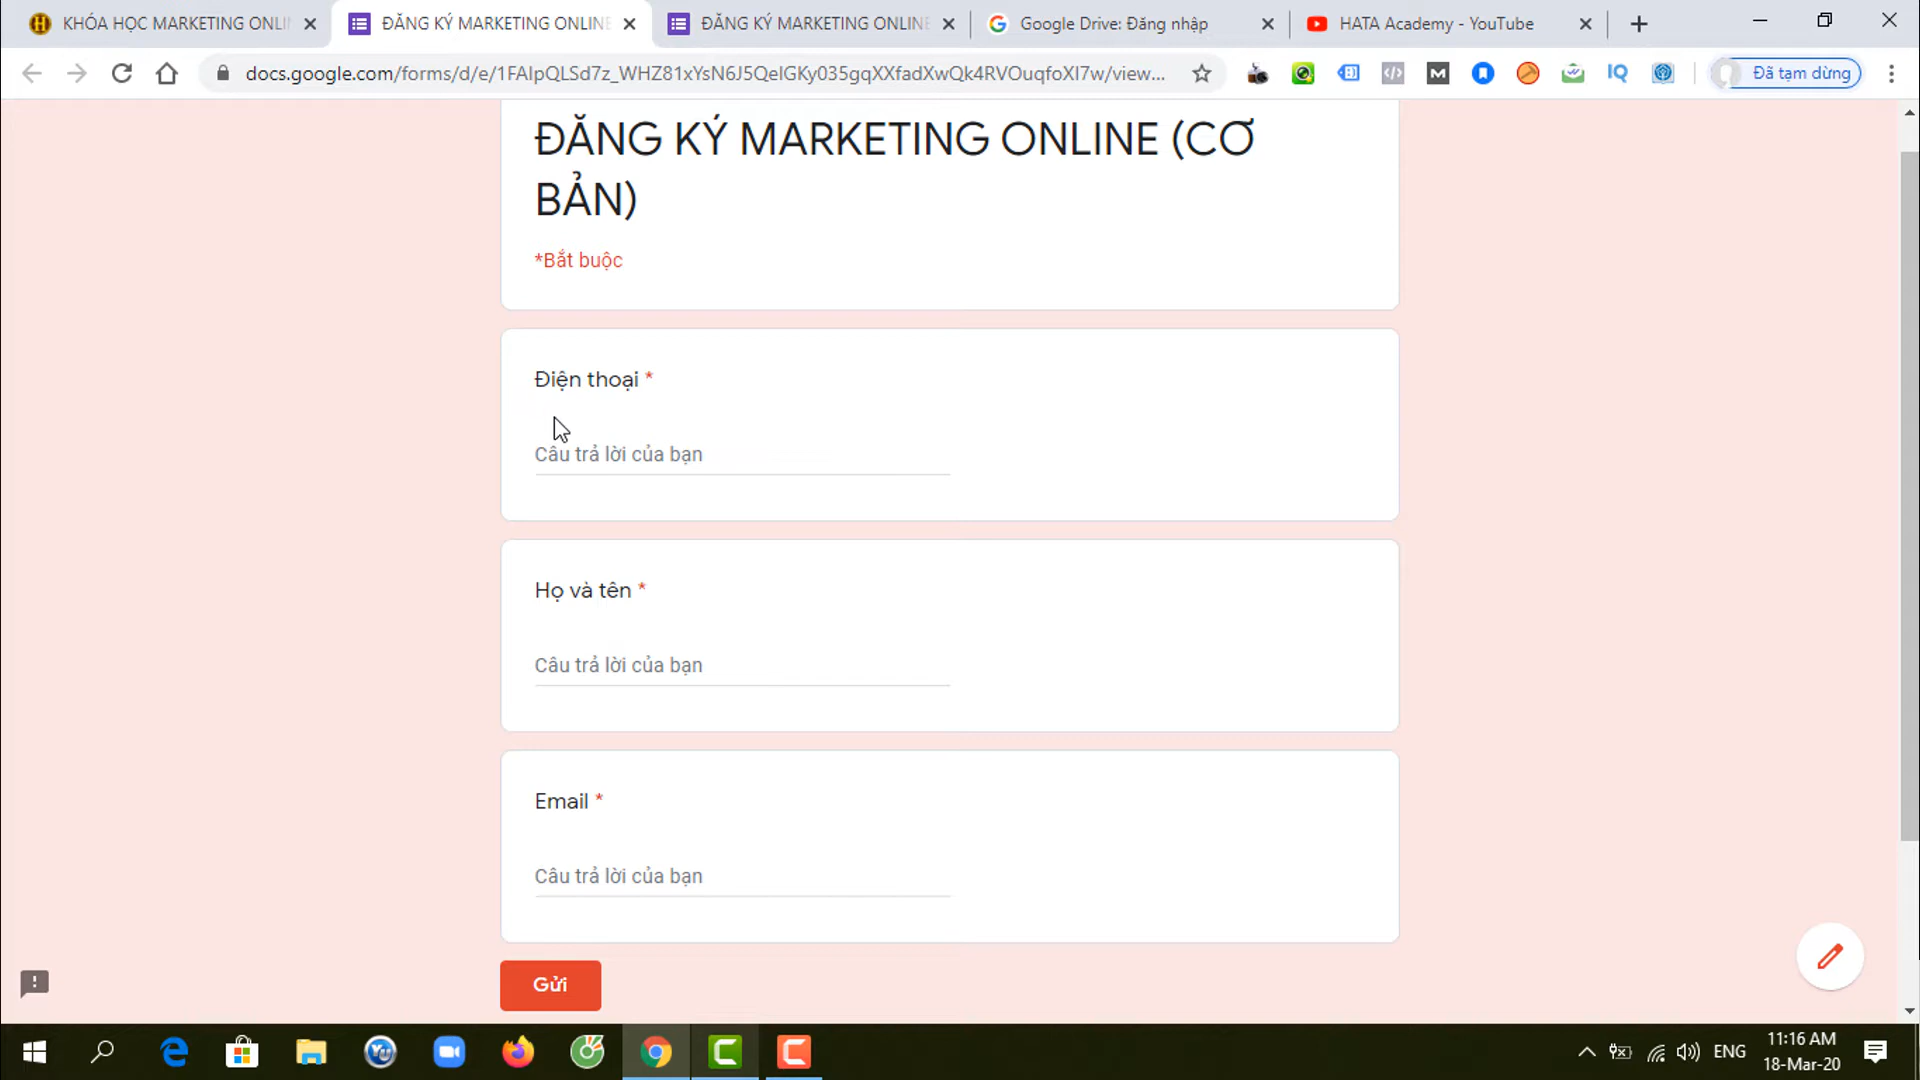 KHÓA HỌC MARKETING ONLI
ĐĂNG KÝ MARKETING ONLINE
ĐĂNG KÝ MARKETING ONLINE
Google Drive: Đăng nhập
HATA Academy - YouTube
docs.google.com/forms/d/e/1FAIpQLSd7z_WHZ81xYsN6J5QeIGKy035gqXXfadXwQk4RVOuqfoXI7w/view...
IQ
Đã tạm dừng
ĐĂNG KÝ MARKETING ONLINE (CƠ
BẢN)
*Bắt buộc
Điện thoại *
Câu trả lời của bạn
Họ và tên *
Câu trả lời của bạn
Email *
Câu trả lời của bạn
Gửi
ENG
11:16 AM
18-Mar-20